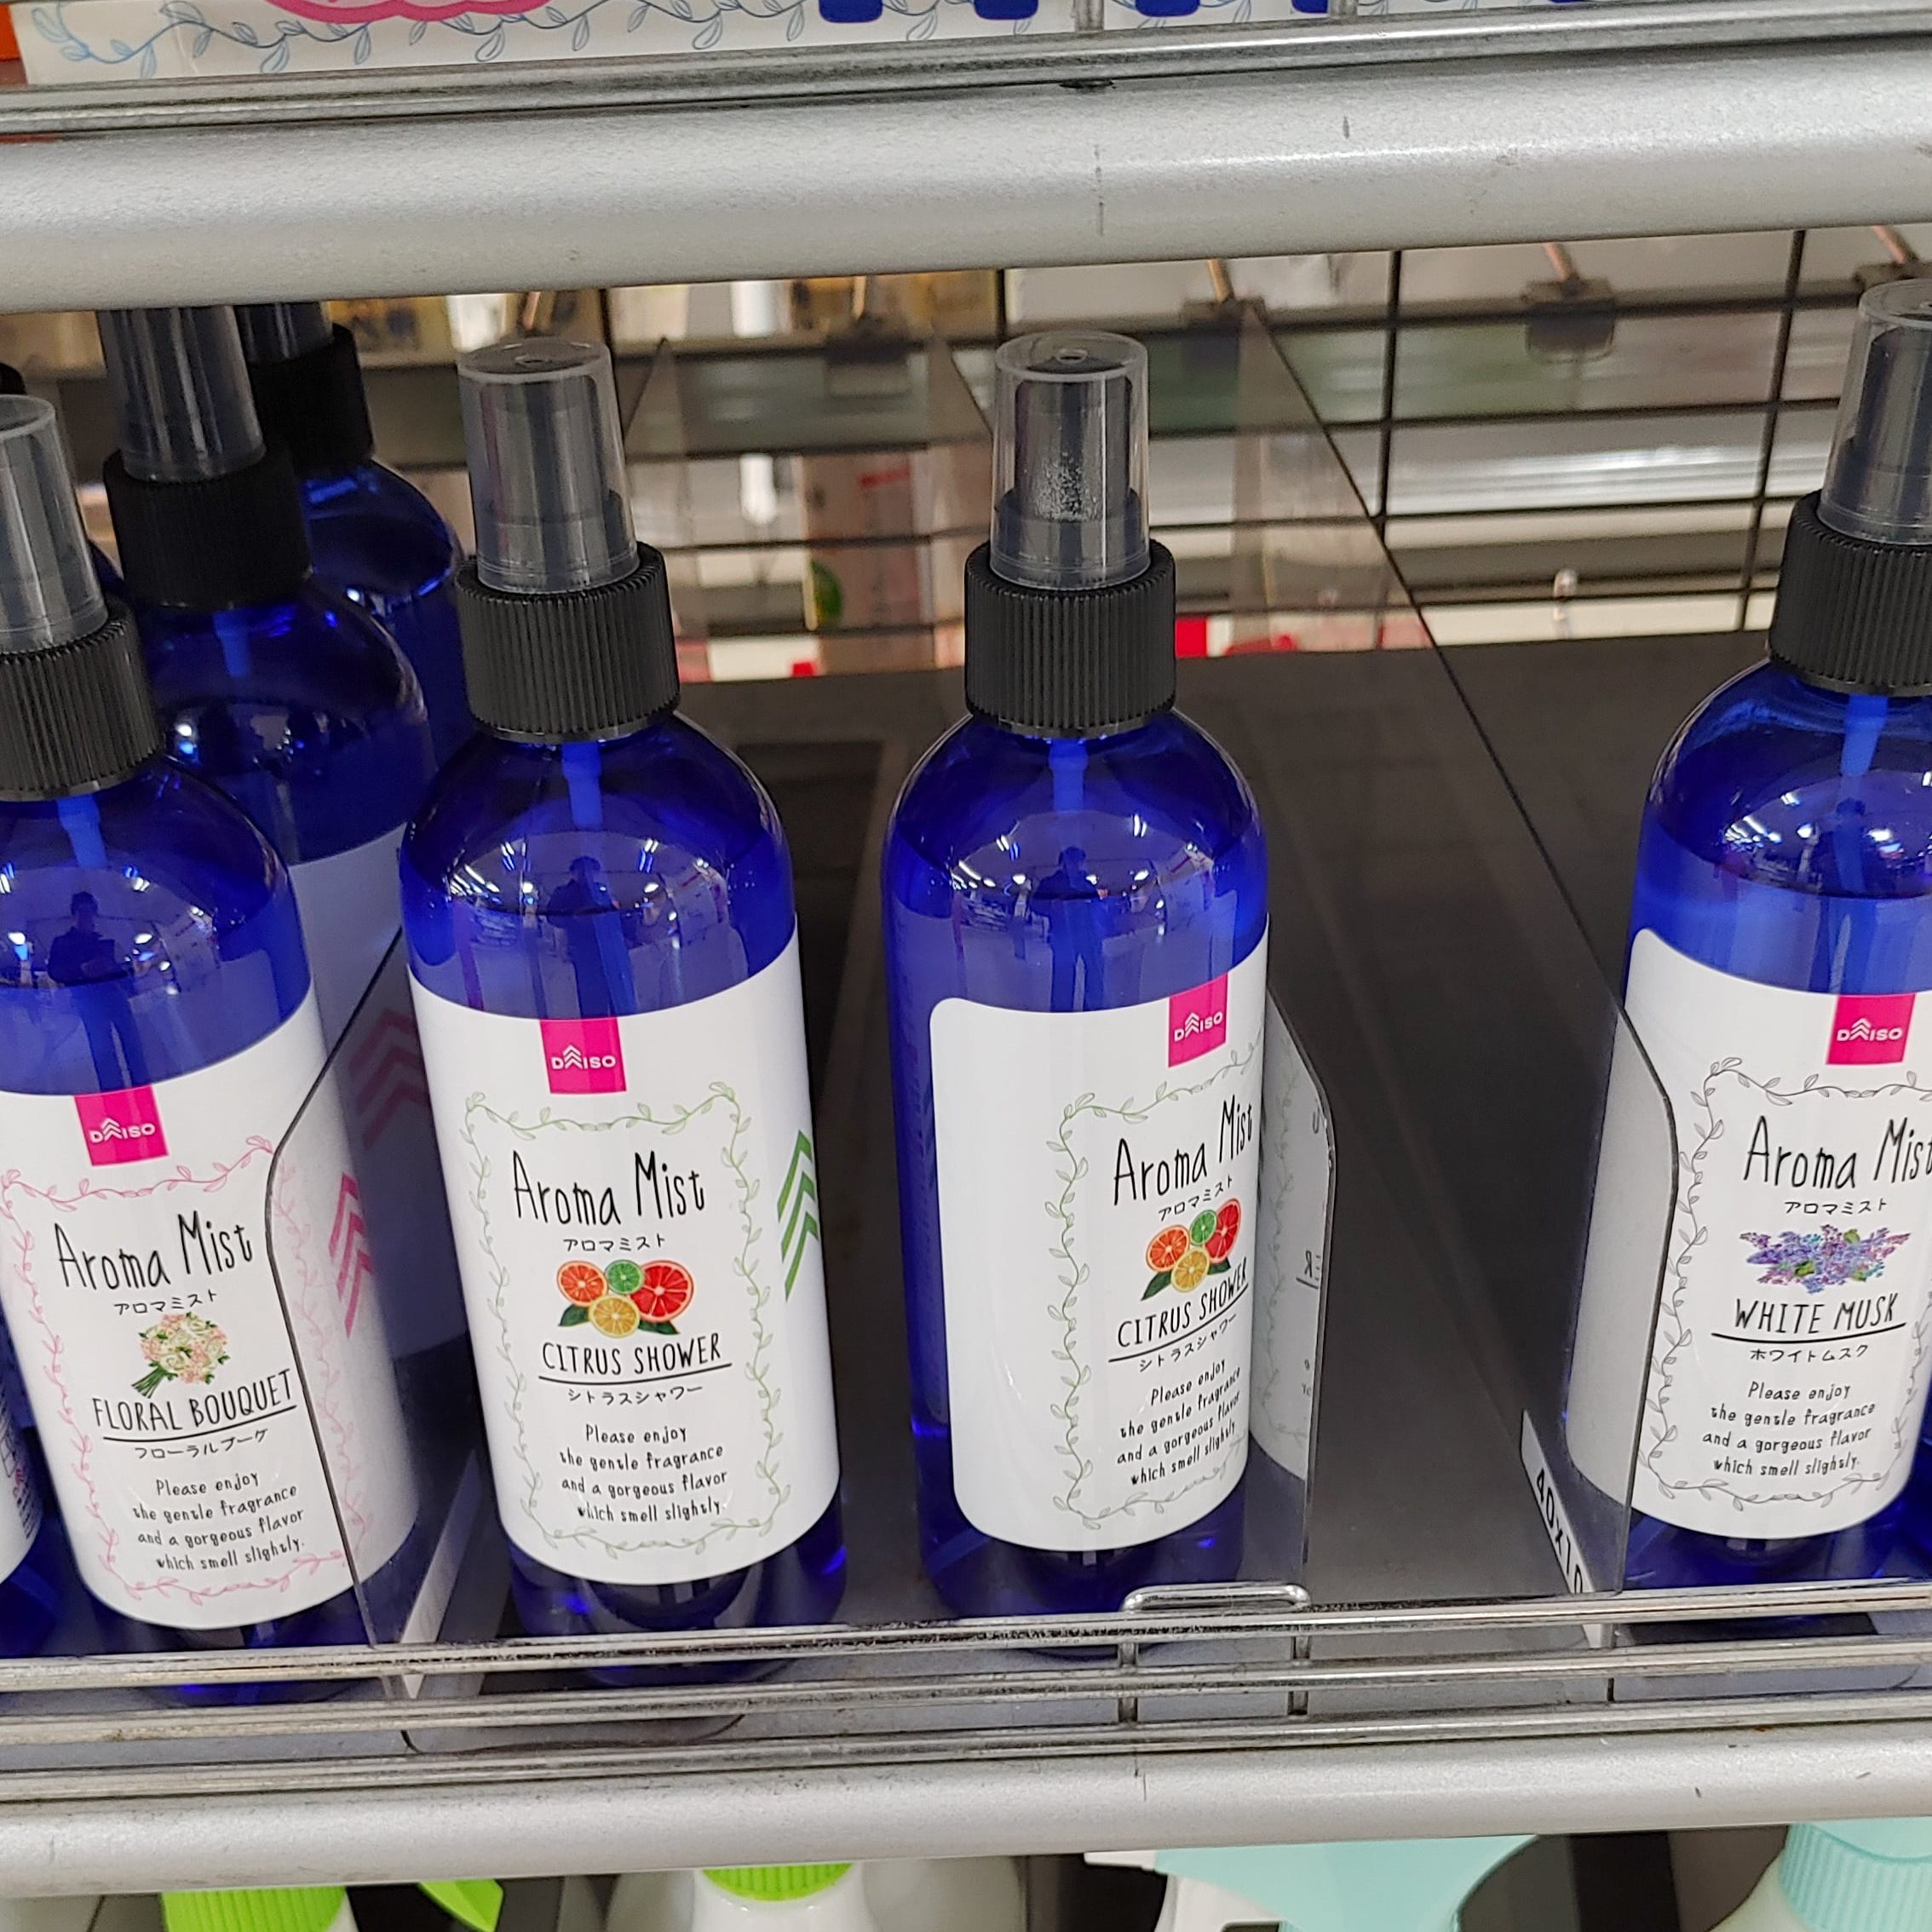 DAISO
Aroma Mist
アロマミスト
FLORAL BOUQUET
フローラルブーケ
Please enjoy
the gentle fragrance
and a gorgeous flavor
which smell slightly.
DAISO
Aroma Mist
アロマミスト
CITRUS SHOWER
シトラスシャワー
Please enjoy
the gentle fragrance
and a gorgeous flavor
which smell slightly.
DAISO
Aroma Mist
アロマミスト
CITRUS SHOWER
シトラスシャワー
Please enjoy
the gentle fragrance
and a gorgeous flavor
which smell slightly
DAISO
Aroma Mist
アロマミスト
WHITE MUSK
ホワイトムスク
Please enjoy
the gentle fragrance
and a gorgeous flavor
which smell slightly.